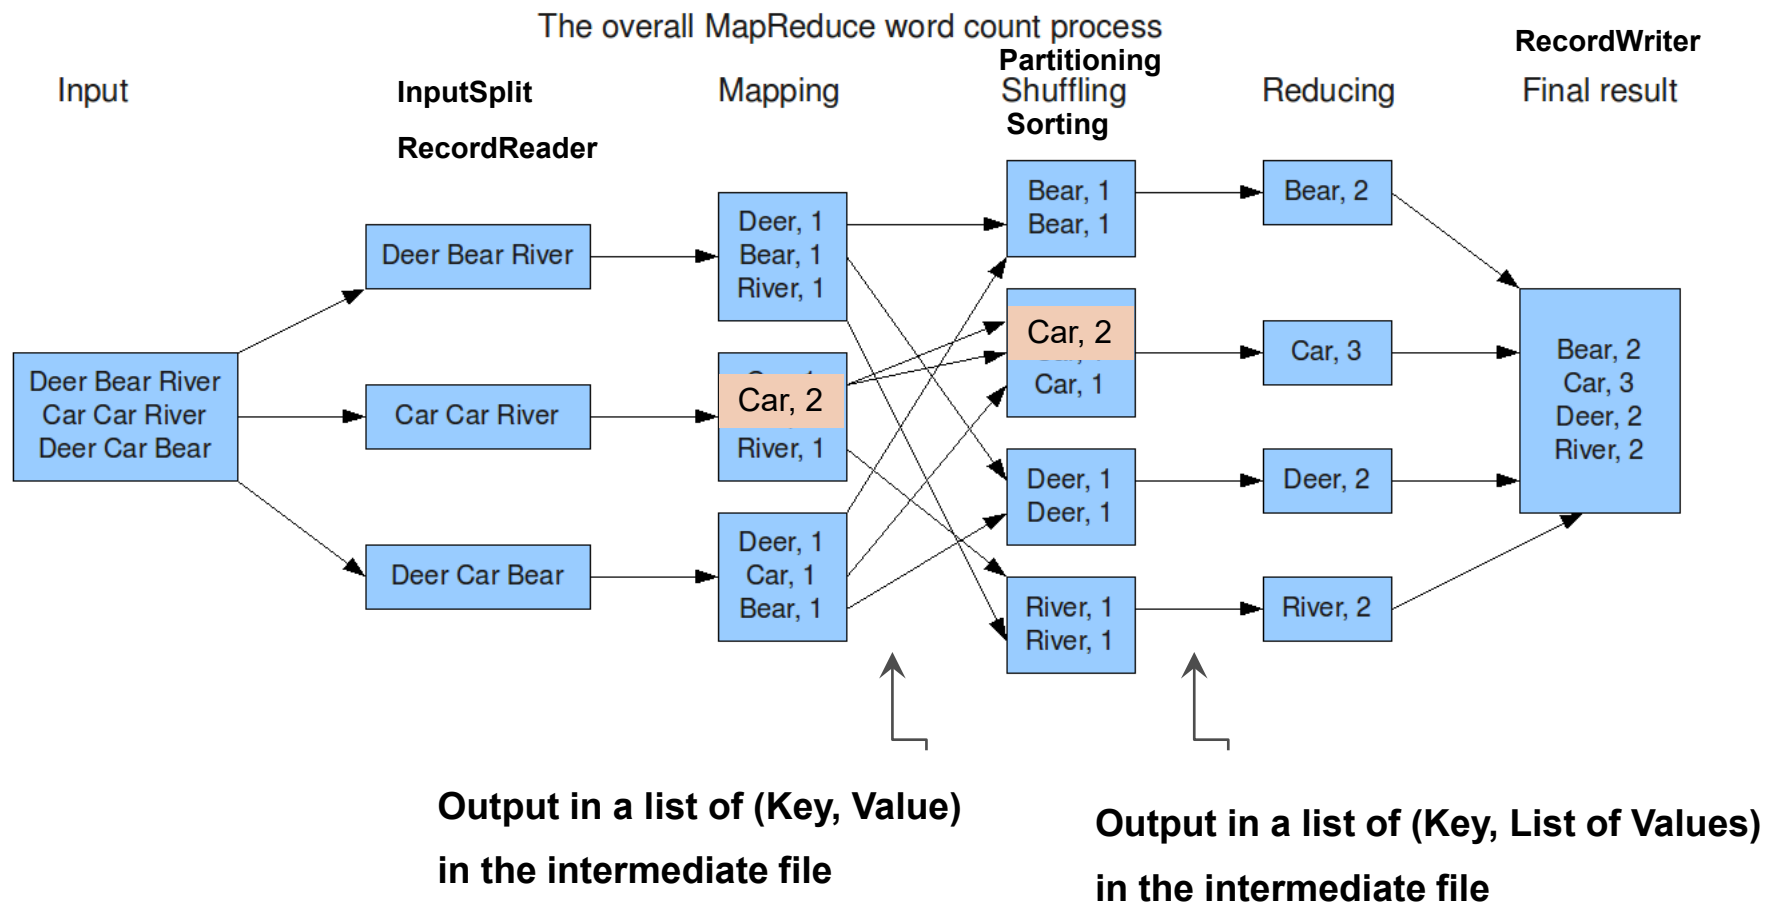 The overall MapReduce word count process
Input
InputSplit
RecordReader
Mapping
Partitioning
Shuffling
Sorting
Reducing
RecordWriter
Final result
Deer Bear River
Car Car River
Deer Car Bear
Deer Bear River
Car Car River
Deer Car Bear
Deer, 1
Bear, 1
River, 1
Car, 2
River, 1
Deer, 1
Car, 1
Bear, 1
Bear, 1
Bear, 1
Car, 2
Car, 1
Deer, 1
Deer, 1
River, 1
River, 1
Bear, 2
Car, 3
Deer, 2
River, 2
Bear, 2
Car, 3
Deer, 2
River, 2
Output in a list of (Key, Value)
in the intermediate file
Output in a list of (Key, List of Values)
in the intermediate file